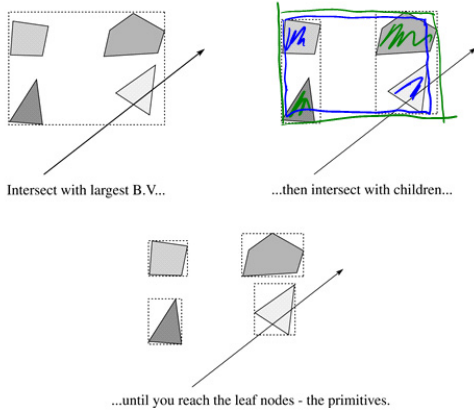 Intersect with largest B.V...
...then intersect with children...
...until you reach the leaf nodes - the primitives.